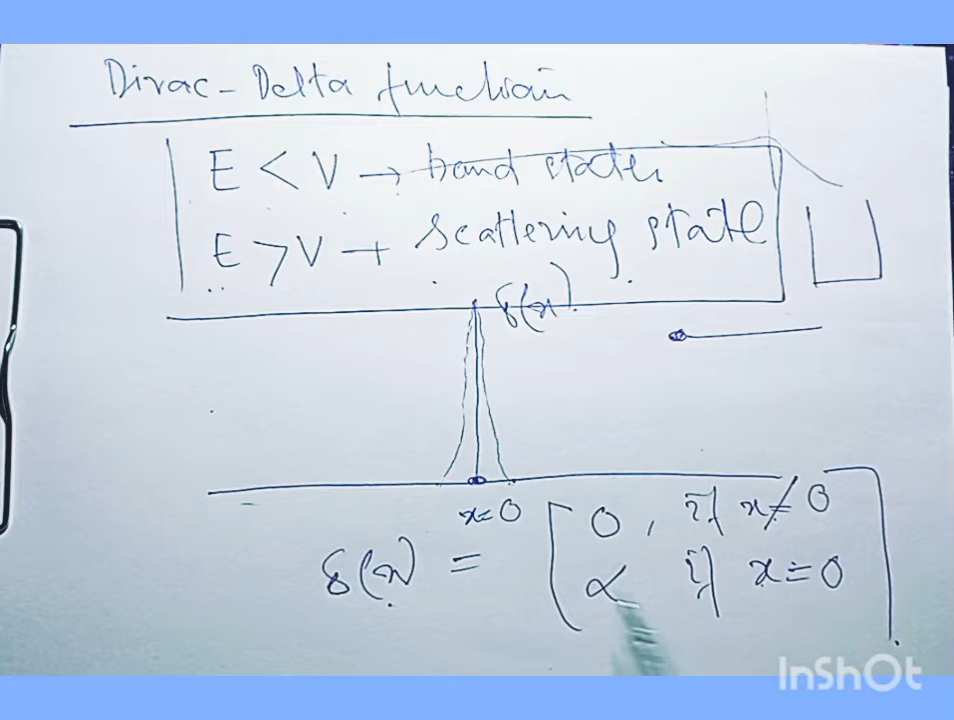 Dirac - Delta function
E < V → bound states
E > V → Scattering state
δ(x)
x=0
δ(x) = [ 0, if x≠0
∝ if x=0
InShOt